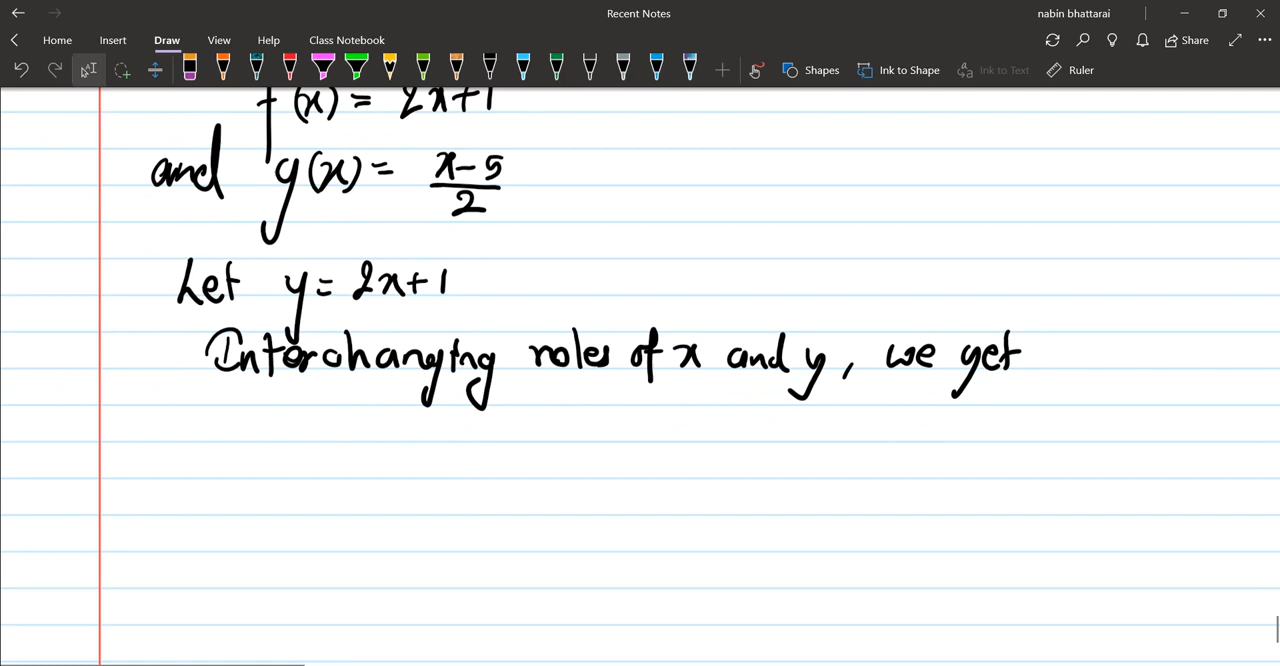 Recent Notes
nabin bhattarai
Home Insert Draw View Help Class Notebook
Share
Shapes Ink to Shape Ink to Text Ruler
f(x) = 2x+1
and g(x) = x-5/2
Let y = 2x+1
Interchanging roles of x and y, we get